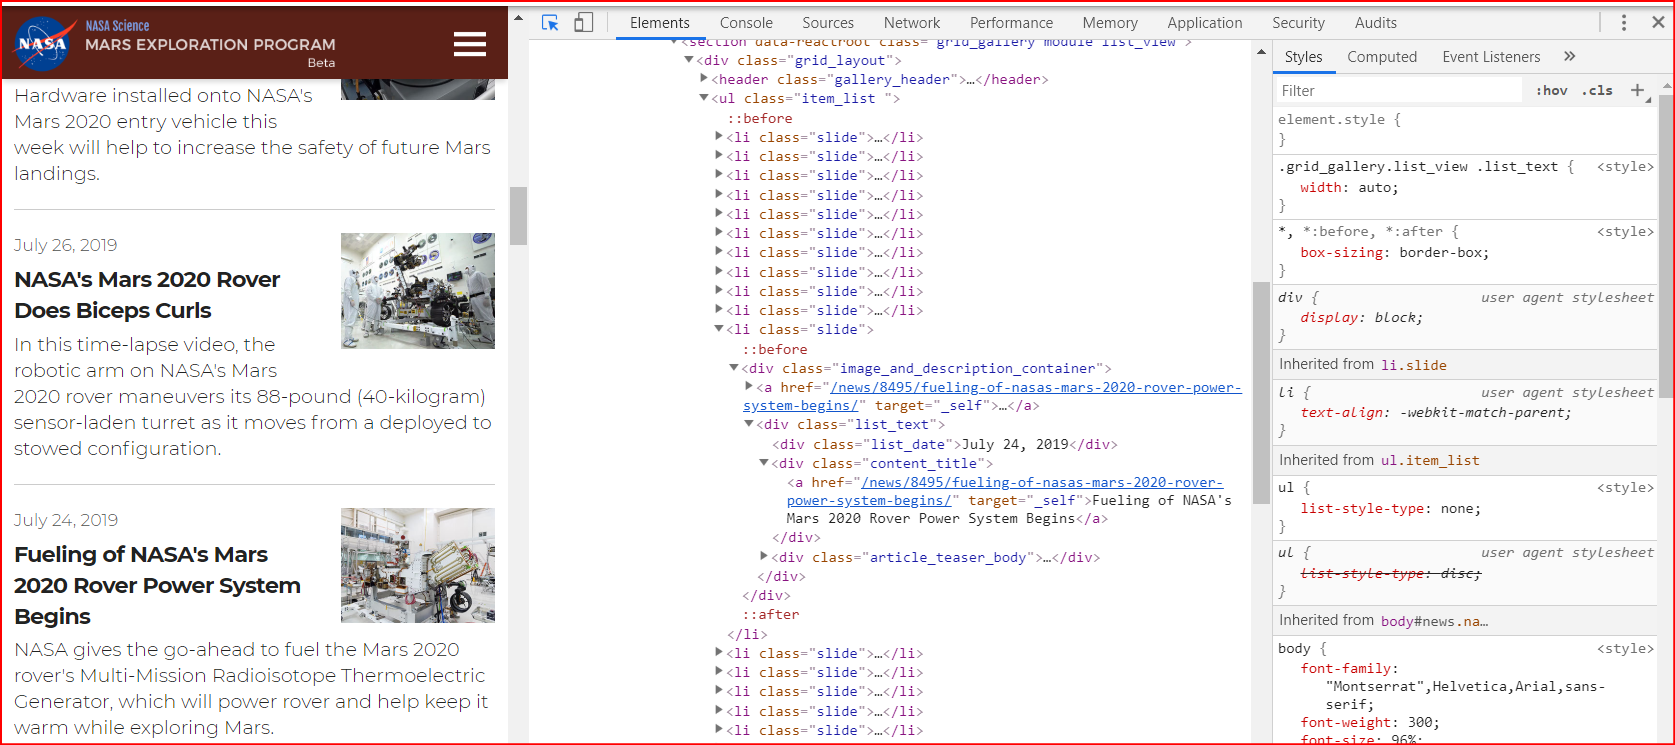 NASA
NASA Science
MARS EXPLORATION PROGRAM
Beta
Hardware installed onto NASA's
Mars 2020 entry vehicle this
week will help to increase the safety of future Mars
landings.
July 26, 2019
NASA's Mars 2020 Rover
Does Biceps Curls
In this time-lapse video, the
robotic arm on NASA's Mars
2020 rover maneuvers its 88-pound (40-kilogram)
sensor-laden turret as it moves from a deployed to
stowed configuration.
July 24, 2019
Fueling of NASA's Mars
2020 Rover Power System
Begins
NASA gives the go-ahead to fuel the Mars 2020
rover's Multi-Mission Radioisotope Thermoelectric
Generator, which will power rover and help keep it
warm while exploring Mars.
Elements Console Sources Network Performance Memory Application Security Audits
<section data-reactroot class="grid_gallery module list_view">
<div class="grid_layout">
<header class="gallery_header">…</header>
<ul class="item_list ">
::before
<li class="slide">…</li>
<li class="slide">…</li>
<li class="slide">…</li>
<li class="slide">…</li>
<li class="slide">…</li>
<li class="slide">…</li>
<li class="slide">…</li>
<li class="slide">…</li>
<li class="slide">…</li>
<li class="slide">…</li>
<li class="slide">
::before
<div class="image_and_description_container">
<a href="/news/8495/fueling-of-nasas-mars-2020-rover-power-
system-begins/" target="_self">…</a>
<div class="list_text">
<div class="list_date">July 24, 2019</div>
<div class="content_title">
<a href="/news/8495/fueling-of-nasas-mars-2020-rover-
power-system-begins/" target="_self">Fueling of NASA's
Mars 2020 Rover Power System Begins</a>
</div>
<div class="article_teaser_body">…</div>
</div>
</div>
::after
</li>
<li class="slide">…</li>
<li class="slide">…</li>
<li class="slide">…</li>
<li class="slide">…</li>
<li class="slide">…</li>
Styles Computed Event Listeners »
Filter :hov .cls +
element.style {
}
.grid_gallery.list_view .list_text { <style>
width: auto;
}
*, *:before, *:after { <style>
box-sizing: border-box;
}
div { user agent stylesheet
display: block;
}
Inherited from li.slide
li { user agent stylesheet
text-align: -webkit-match-parent;
}
Inherited from ul.item_list
ul { <style>
list-style-type: none;
}
ul { user agent stylesheet
list-style-type: disc;
}
Inherited from body#news.na…
body { <style>
font-family:
"Montserrat",Helvetica,Arial,sans-
serif;
font-weight: 300;
font-size: 96%;